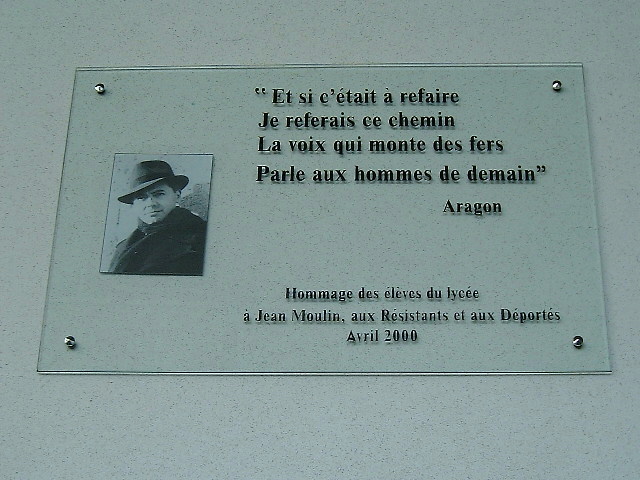 “ Et si c'était à refaire
Je referais ce chemin
La voix qui monte des fers
Parle aux hommes de demain”
Aragon
Hommage des élèves du lycée
à Jean Moulin, aux Résistants et aux Déportés
Avril 2000